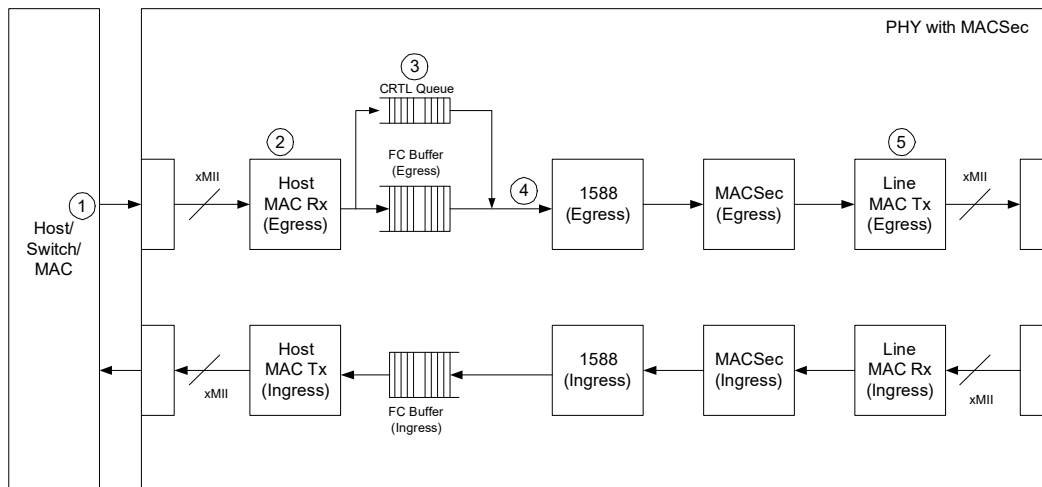 PHY with MACSec
3
CRTL Queue
2
FC Buffer
(Egress)
5
1
xMII
Host
MAC Rx
(Egress)
4
1588
(Egress)
MACSec
(Egress)
Line
MAC Tx
(Egress)
xMII
Host/
Switch/
MAC
Host
MAC Tx
(Ingress)
1588
(Ingress)
MACSec
(Ingress)
Line
MAC Rx
(Ingress)
xMII
FC Buffer
(Ingress)
xMII